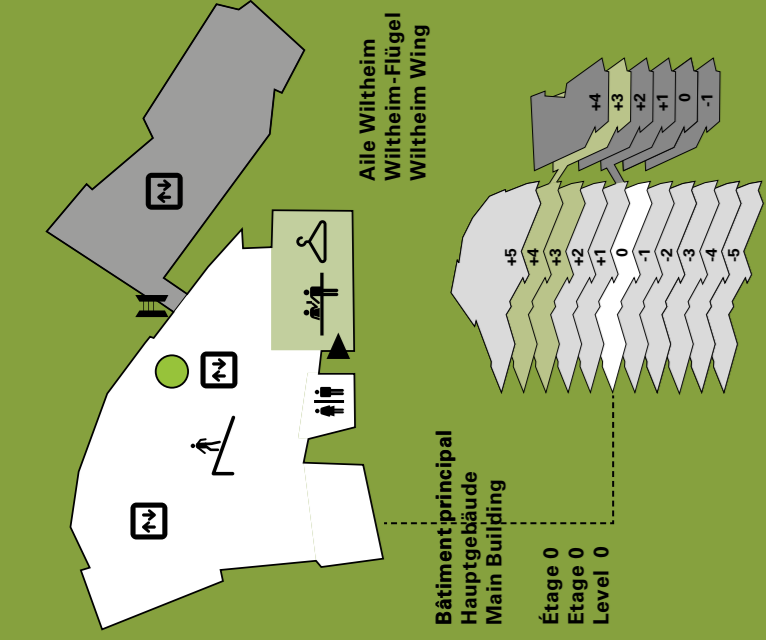 Aile Wiltheim
Wiltheim-Flügel
Wiltheim Wing
+4
+3
+2
+1
0
-1
+5
+4
+3
+2
+1
0
-1
-2
-3
-4
-5
Bâtiment principal
Hauptgebäude
Main Building
Étage 0
Etage 0
Level 0